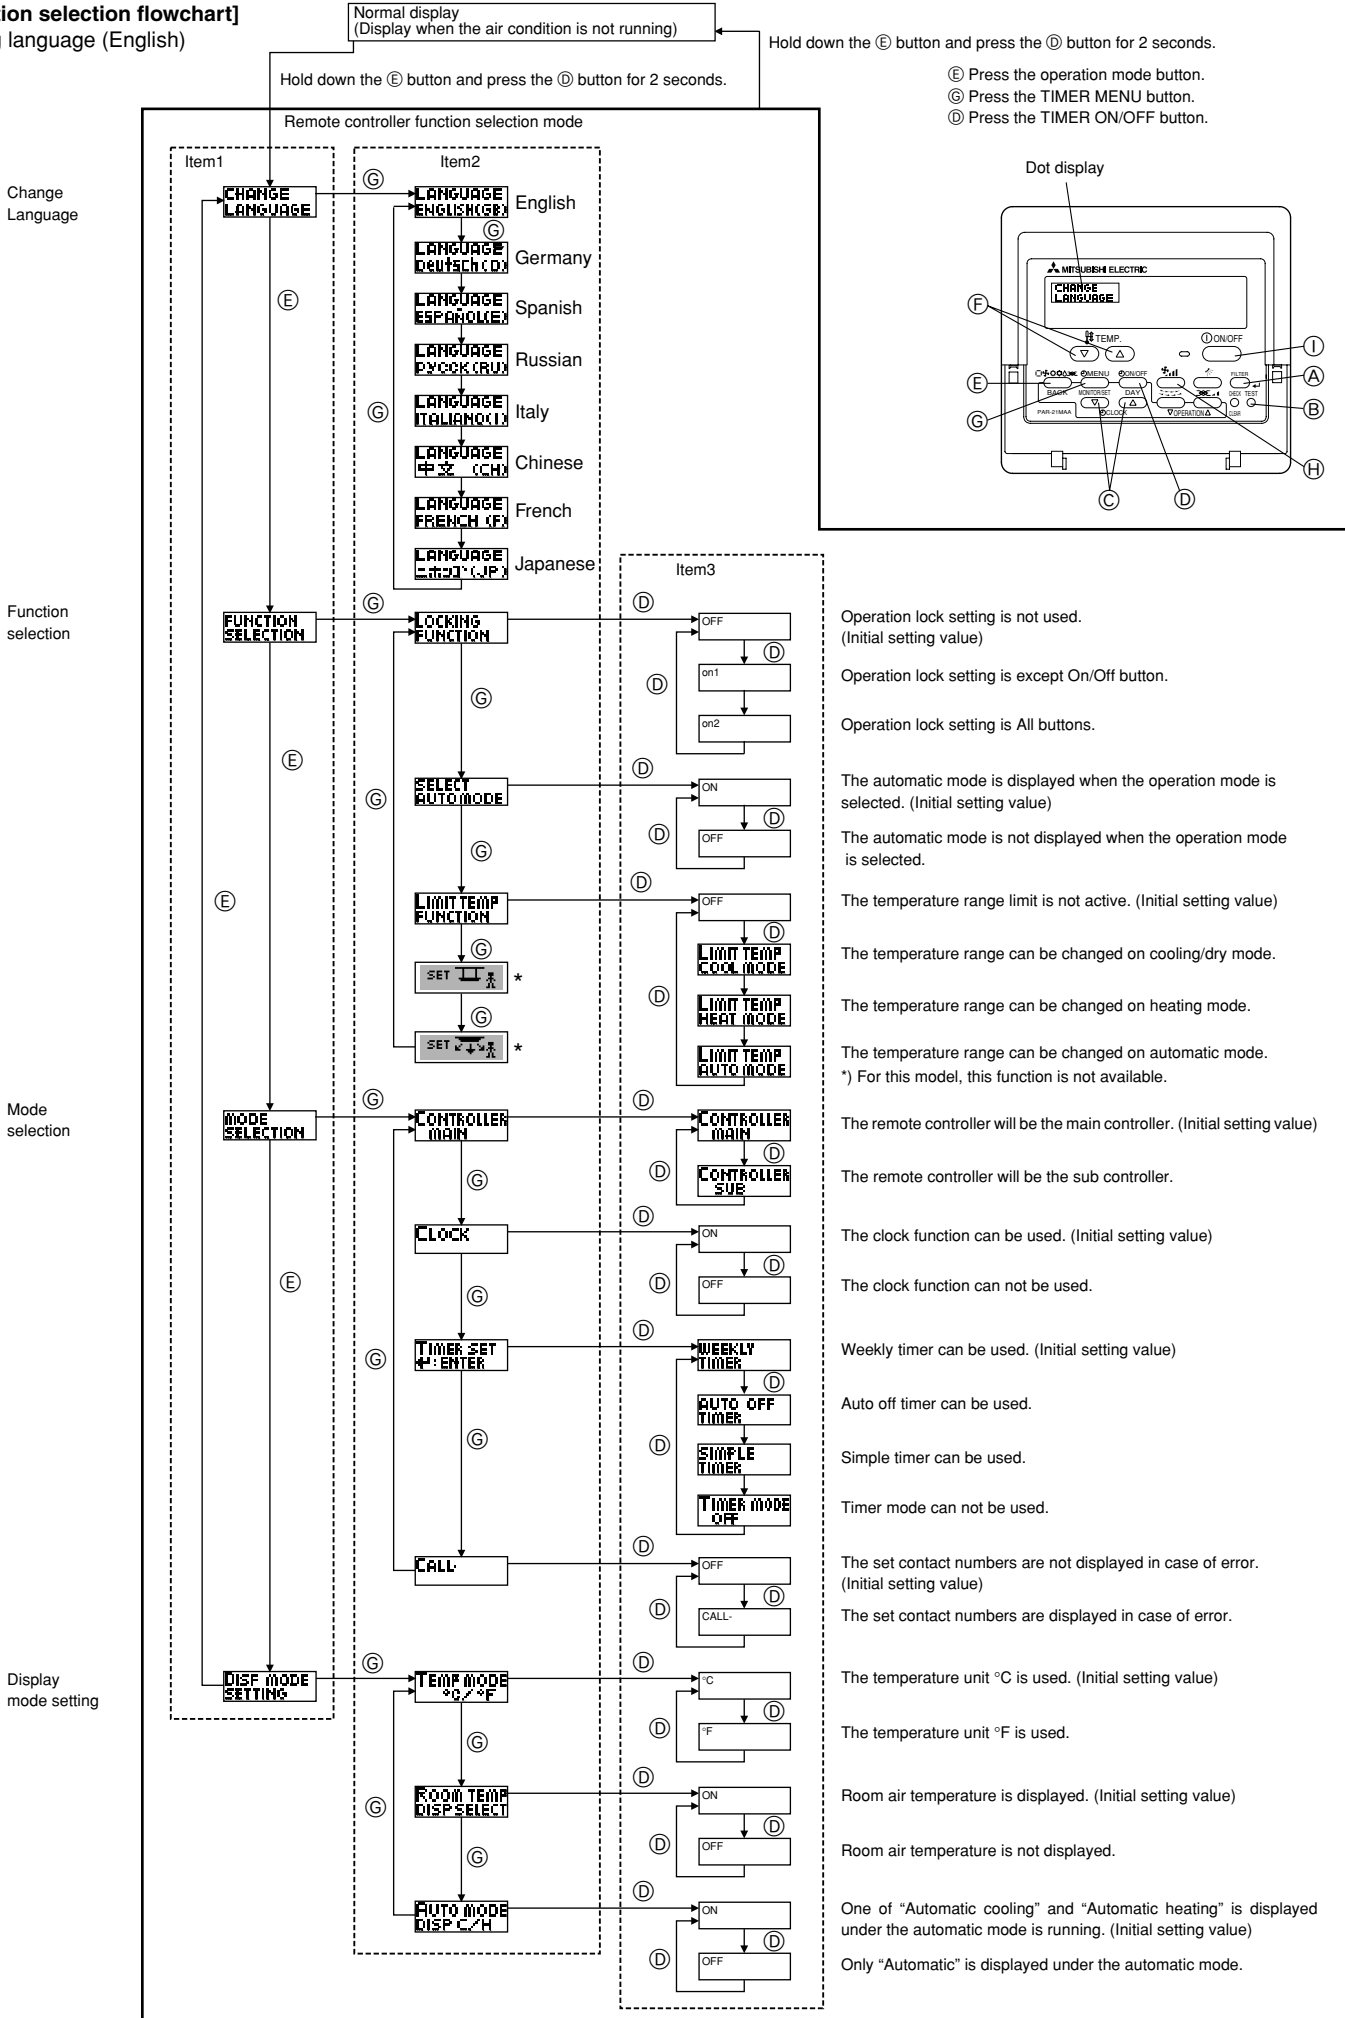 tion selection flowchart]
language (English)
Normal display
(Display when the air condition is not running)
Hold down the Ⓔ button and press the Ⓓ button for 2 seconds.
Hold down the Ⓔ button and press the Ⓓ button for 2 seconds.
Ⓔ Press the operation mode button.
Ⓖ Press the TIMER MENU button.
Ⓓ Press the TIMER ON/OFF button.
Remote controller function selection mode
Item1
Item2
Dot display
Change
Language
CHANGE
LANGUAGE
Ⓖ
LANGUAGE
ENGLISH(GB)
English
Ⓖ
LANGUAGE
Deutsch(D)
Germany
Ⓔ
LANGUAGE
ESPAÑOL(E)
Spanish
LANGUAGE
РУССК(RU)
Russian
Ⓖ
LANGUAGE
ITALIANO(I)
Italy
LANGUAGE
中文 (CH)
Chinese
LANGUAGE
FRENCH (F)
French
LANGUAGE
ニホンゴ(JP)
Japanese
MITSUBISHI ELECTRIC
CHANGE
LANGUAGE
Ⓕ
TEMP.
ON/OFF
Ⓘ
Ⓔ
MENU
ON/OFF
FILTER
Ⓐ
BACK
MONITOR/SET
DAY
CHECK
TEST
Ⓑ
PAR-21MAA
CLOCK
OPERATION
CLEAR
Ⓖ
Ⓗ
Ⓒ
Ⓓ
Item3
Function
selection
FUNCTION
SELECTION
Ⓖ
LOCKING
FUNCTION
Ⓓ
OFF
Operation lock setting is not used.
(Initial setting value)
Ⓓ
Ⓓ
on1
Operation lock setting is except On/Off button.
Ⓖ
on2
Operation lock setting is All buttons.
Ⓔ
Ⓖ
SELECT
AUTO MODE
Ⓓ
ON
The automatic mode is displayed when the operation mode is
selected. (Initial setting value)
Ⓓ
Ⓓ
OFF
The automatic mode is not displayed when the operation mode
is selected.
Ⓖ
Ⓔ
LIMIT TEMP
FUNCTION
Ⓓ
OFF
The temperature range limit is not active. (Initial setting value)
Ⓖ
Ⓓ
LIMIT TEMP
COOL MODE
The temperature range can be changed on cooling/dry mode.
SET
*
Ⓓ
LIMIT TEMP
HEAT MODE
The temperature range can be changed on heating mode.
Ⓖ
SET
*
LIMIT TEMP
AUTO MODE
The temperature range can be changed on automatic mode.
*) For this model, this function is not available.
Mode
selection
MODE
SELECTION
Ⓖ
CONTROLLER
MAIN
Ⓓ
CONTROLLER
MAIN
The remote controller will be the main controller. (Initial setting value)
Ⓓ
Ⓖ
Ⓓ
CONTROLLER
SUB
The remote controller will be the sub controller.
CLOCK
Ⓓ
ON
The clock function can be used. (Initial setting value)
Ⓓ
Ⓔ
Ⓖ
Ⓓ
OFF
The clock function can not be used.
Ⓖ
TIMER SET
↵:ENTER
Ⓓ
WEEKLY
TIMER
Weekly timer can be used. (Initial setting value)
Ⓓ
AUTO OFF
TIMER
Auto off timer can be used.
Ⓖ
Ⓓ
SIMPLE
TIMER
Simple timer can be used.
TIMER MODE
OFF
Timer mode can not be used.
CALL-
Ⓓ
OFF
The set contact numbers are not displayed in case of error.
(Initial setting value)
Ⓓ
Ⓓ
CALL-
The set contact numbers are displayed in case of error.
Display
mode setting
DISP MODE
SETTING
Ⓖ
TEMP MODE
°C/°F
Ⓓ
°C
The temperature unit °C is used. (Initial setting value)
Ⓓ
Ⓖ
Ⓓ
°F
The temperature unit °F is used.
Ⓖ
ROOM TEMP
DISP SELECT
Ⓓ
ON
Room air temperature is displayed. (Initial setting value)
Ⓓ
Ⓖ
Ⓓ
OFF
Room air temperature is not displayed.
AUTO MODE
DISP C/H
Ⓓ
ON
One of “Automatic cooling” and “Automatic heating” is displayed
under the automatic mode is running. (Initial setting value)
Ⓓ
Ⓓ
OFF
Only “Automatic” is displayed under the automatic mode.